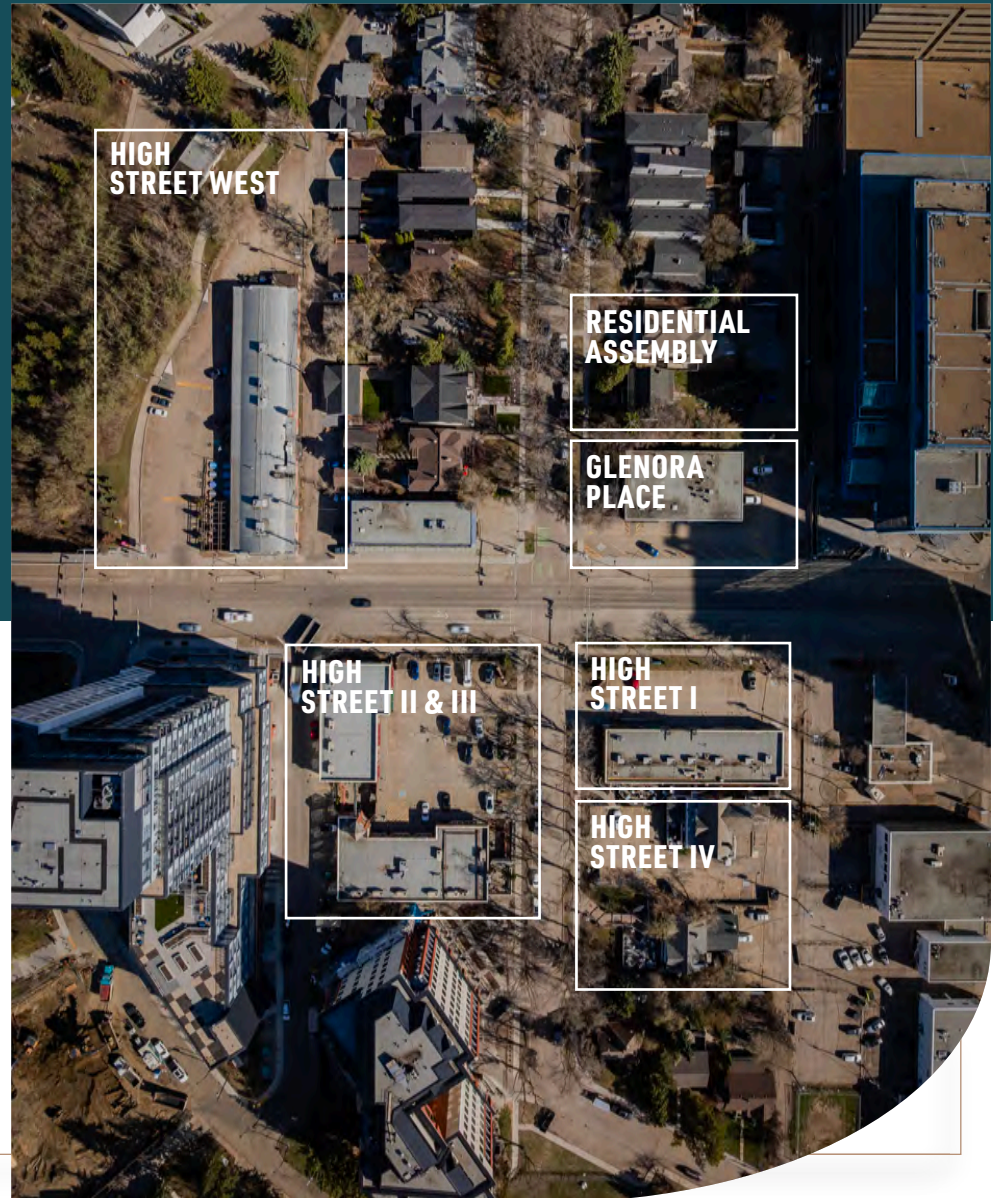 HIGH
STREET WEST
RESIDENTIAL
ASSEMBLY
GLENORA
PLACE
HIGH
STREET II & III
HIGH
STREET I
HIGH
STREET IV